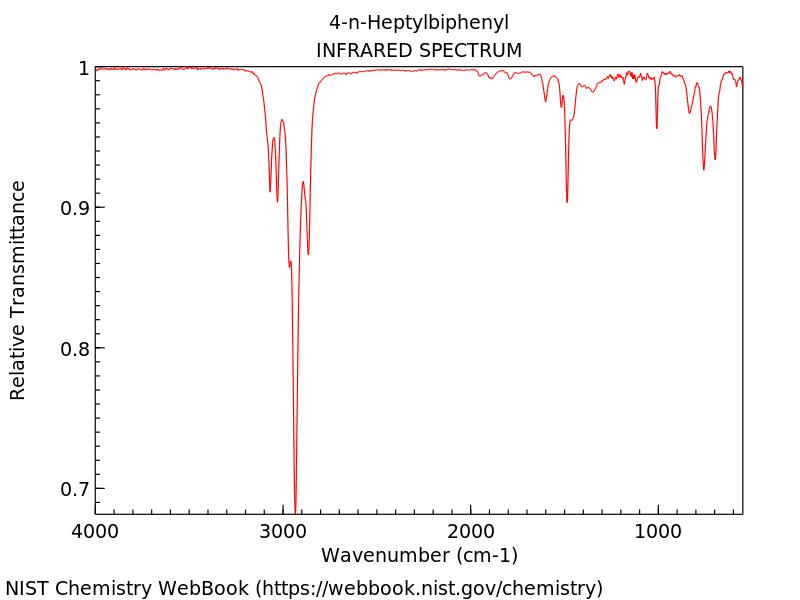 4-n-Heptylbiphenyl
INFRARED SPECTRUM
1
0.9
0.8
0.7
Relative Transmittance
4000 3000 2000 1000
Wavenumber (cm-1)
NIST Chemistry WebBook (https://webbook.nist.gov/chemistry)